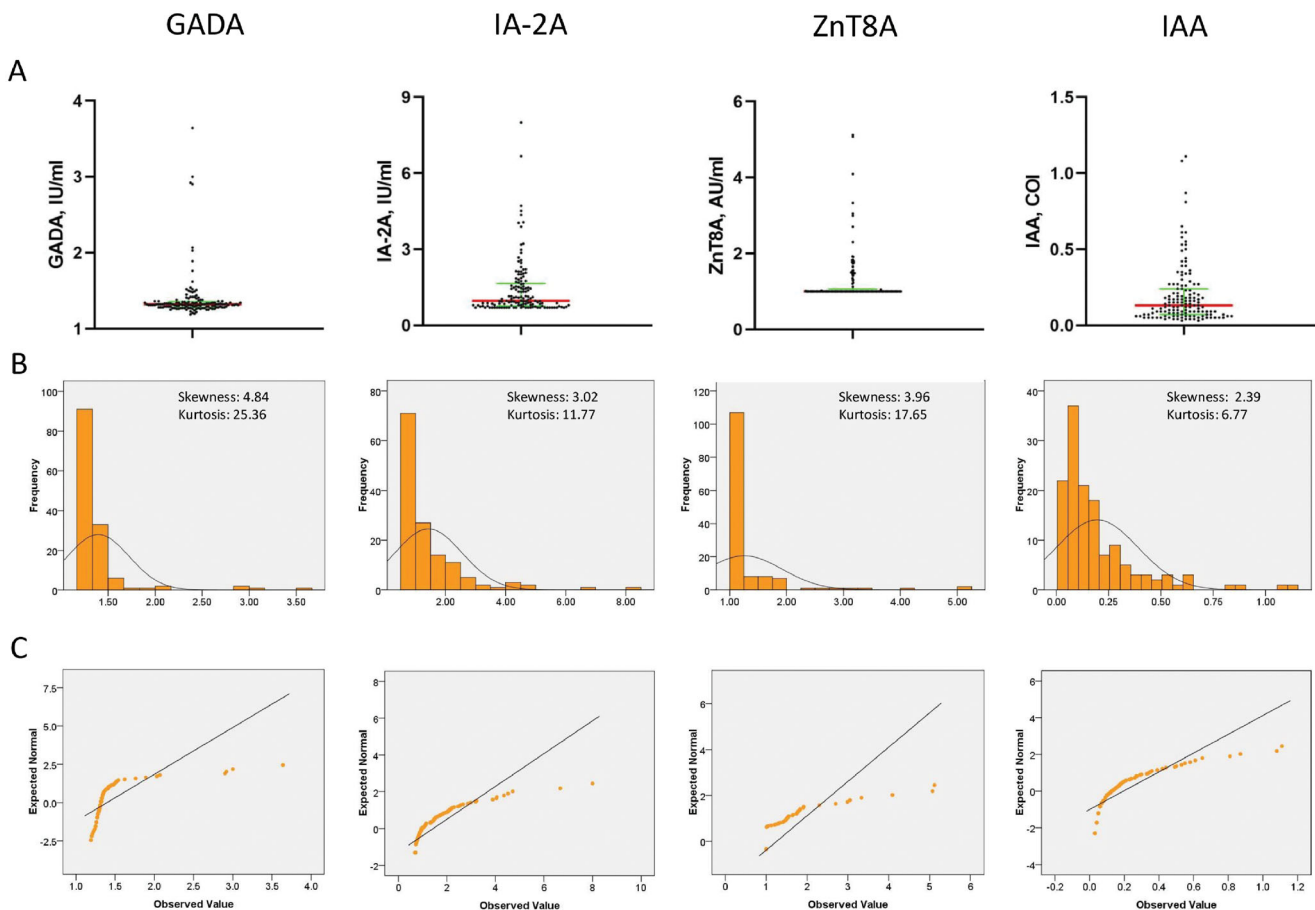 GADA
IA-2A
ZnT8A
IAA
A
GADA, IU/ml
4
3
2
1
IA-2A, IU/ml
9
6
3
0
ZnT8A, AU/ml
6
4
2
0
IAA, COI
1.5
1.0
0.5
0.0
B
Skewness: 4.84
Kurtosis: 25.36
Frequency
100
80
60
40
20
0
1.50 2.00 2.50 3.00 3.50
Skewness: 3.02
Kurtosis: 11.77
Frequency
80
60
40
20
0
2.00 4.00 6.00 8.00
Skewness: 3.96
Kurtosis: 17.65
Frequency
120
100
80
60
40
20
0
1.00 2.00 3.00 4.00 5.00
Skewness: 2.39
Kurtosis: 6.77
Frequency
40
30
20
10
0
0.00 0.25 0.50 0.75 1.00
C
Expected Normal
7.5
5.0
2.5
0.0
-2.5
1.0 1.5 2.0 2.5 3.0 3.5 4.0
Observed Value
Expected Normal
8
6
4
2
0
-2
0 2 4 6 8 10
Observed Value
Expected Normal
6
4
2
0
0 1 2 3 4 5 6
Observed Value
Expected Normal
6
4
2
0
-2
-4
-0.2 0.0 0.2 0.4 0.6 0.8 1.0 1.2
Observed Value